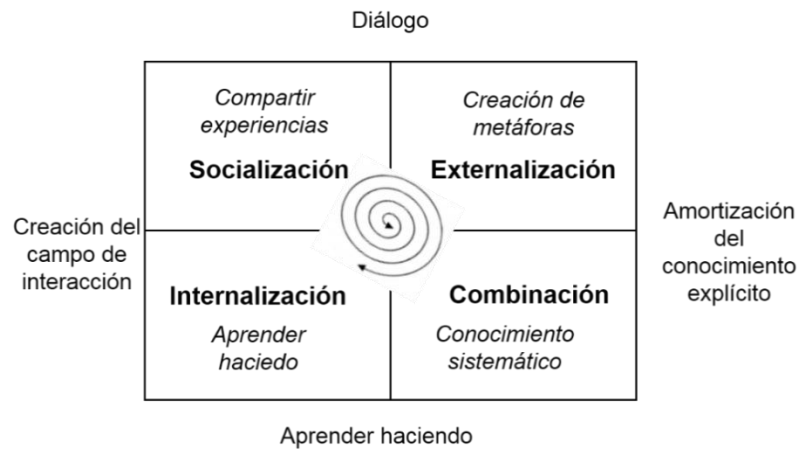 Diálogo
Compartir
experiencias
Socialización
Creación de
metáforas
Externalización
Creación del
campo de
interacción
Amortización
del
conocimiento
explícito
Internalización
Aprender
haciedo
Combinación
Conocimiento
sistemático
Aprender haciendo